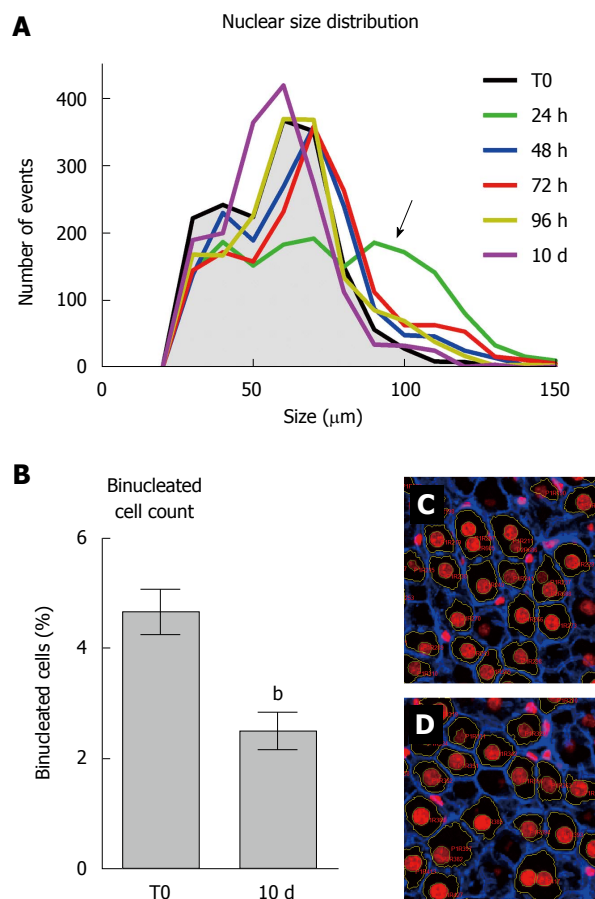 A
Nuclear size distribution
Number of events
400
300
200
100
0
0
50
100
150
Size (μm)
T0
24 h
48 h
72 h
96 h
10 d
B
Binucleated
cell count
Binucleated cells (%)
6
4
2
0
b
T0
10 d
C
D